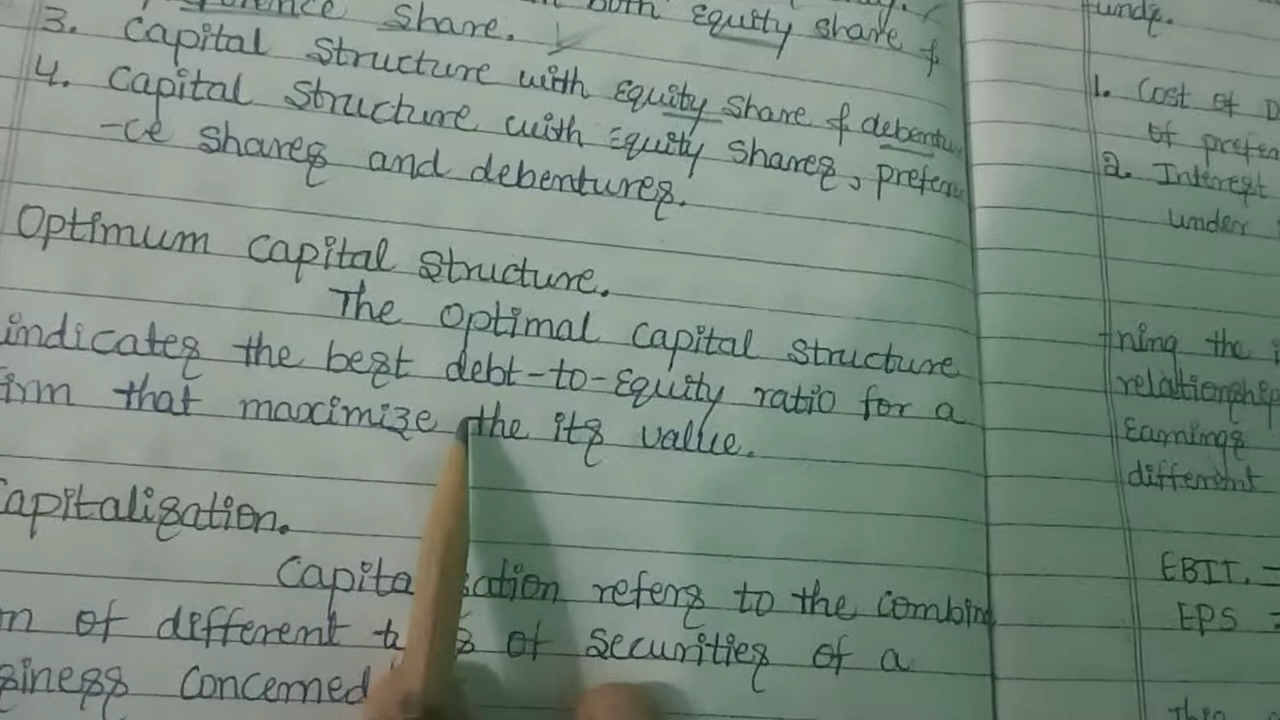 both equity share &
share.
3. Capital Structure with Equity Share & debentu
4. Capital Structure with Equity Shares, preferen
-ce shares and debentures.
Optimum Capital Structure.
The Optimal Capital Structure
indicates the best debt-to-Equity ratio for a
firm that maximize the its value.
Capitalisation.
Capita sation refers to the Combin
n of different of Securities of a
siness concerned
funds.
1. Cost of D
of prefer
2. Interest
under
ning the
relationship
Earnings
different
EBIT. =
EPS =